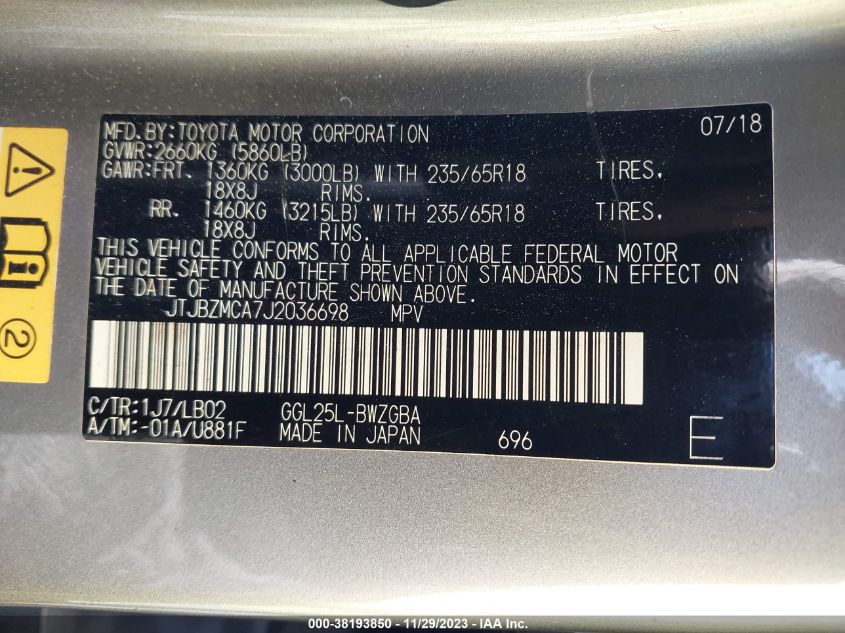 MFD. BY: TOYOTA MOTOR CORPORATION 07/18
GVWR: 2660KG (5860LB)
GAWR: FRT. 1360KG (3000LB) WITH 235/65R18 TIRES,
18X8J RIMS.
RR. 1460KG (3215LB) WITH 235/65R18 TIRES,
18X8J RIMS.
THIS VEHICLE CONFORMS TO ALL APPLICABLE FEDERAL MOTOR
VEHICLE SAFETY AND THEFT PREVENTION STANDARDS IN EFFECT ON
THE DATE OF MANUFACTURE SHOWN ABOVE.
JTJBZMCA7J2036698 MPV
C/TR: 1J7/LB02 GGL25L-BWZGBA
A/TM: -01A/U881F MADE IN JAPAN 696 E
2
000-38193850 — 11/29/2023 — IAA Inc.